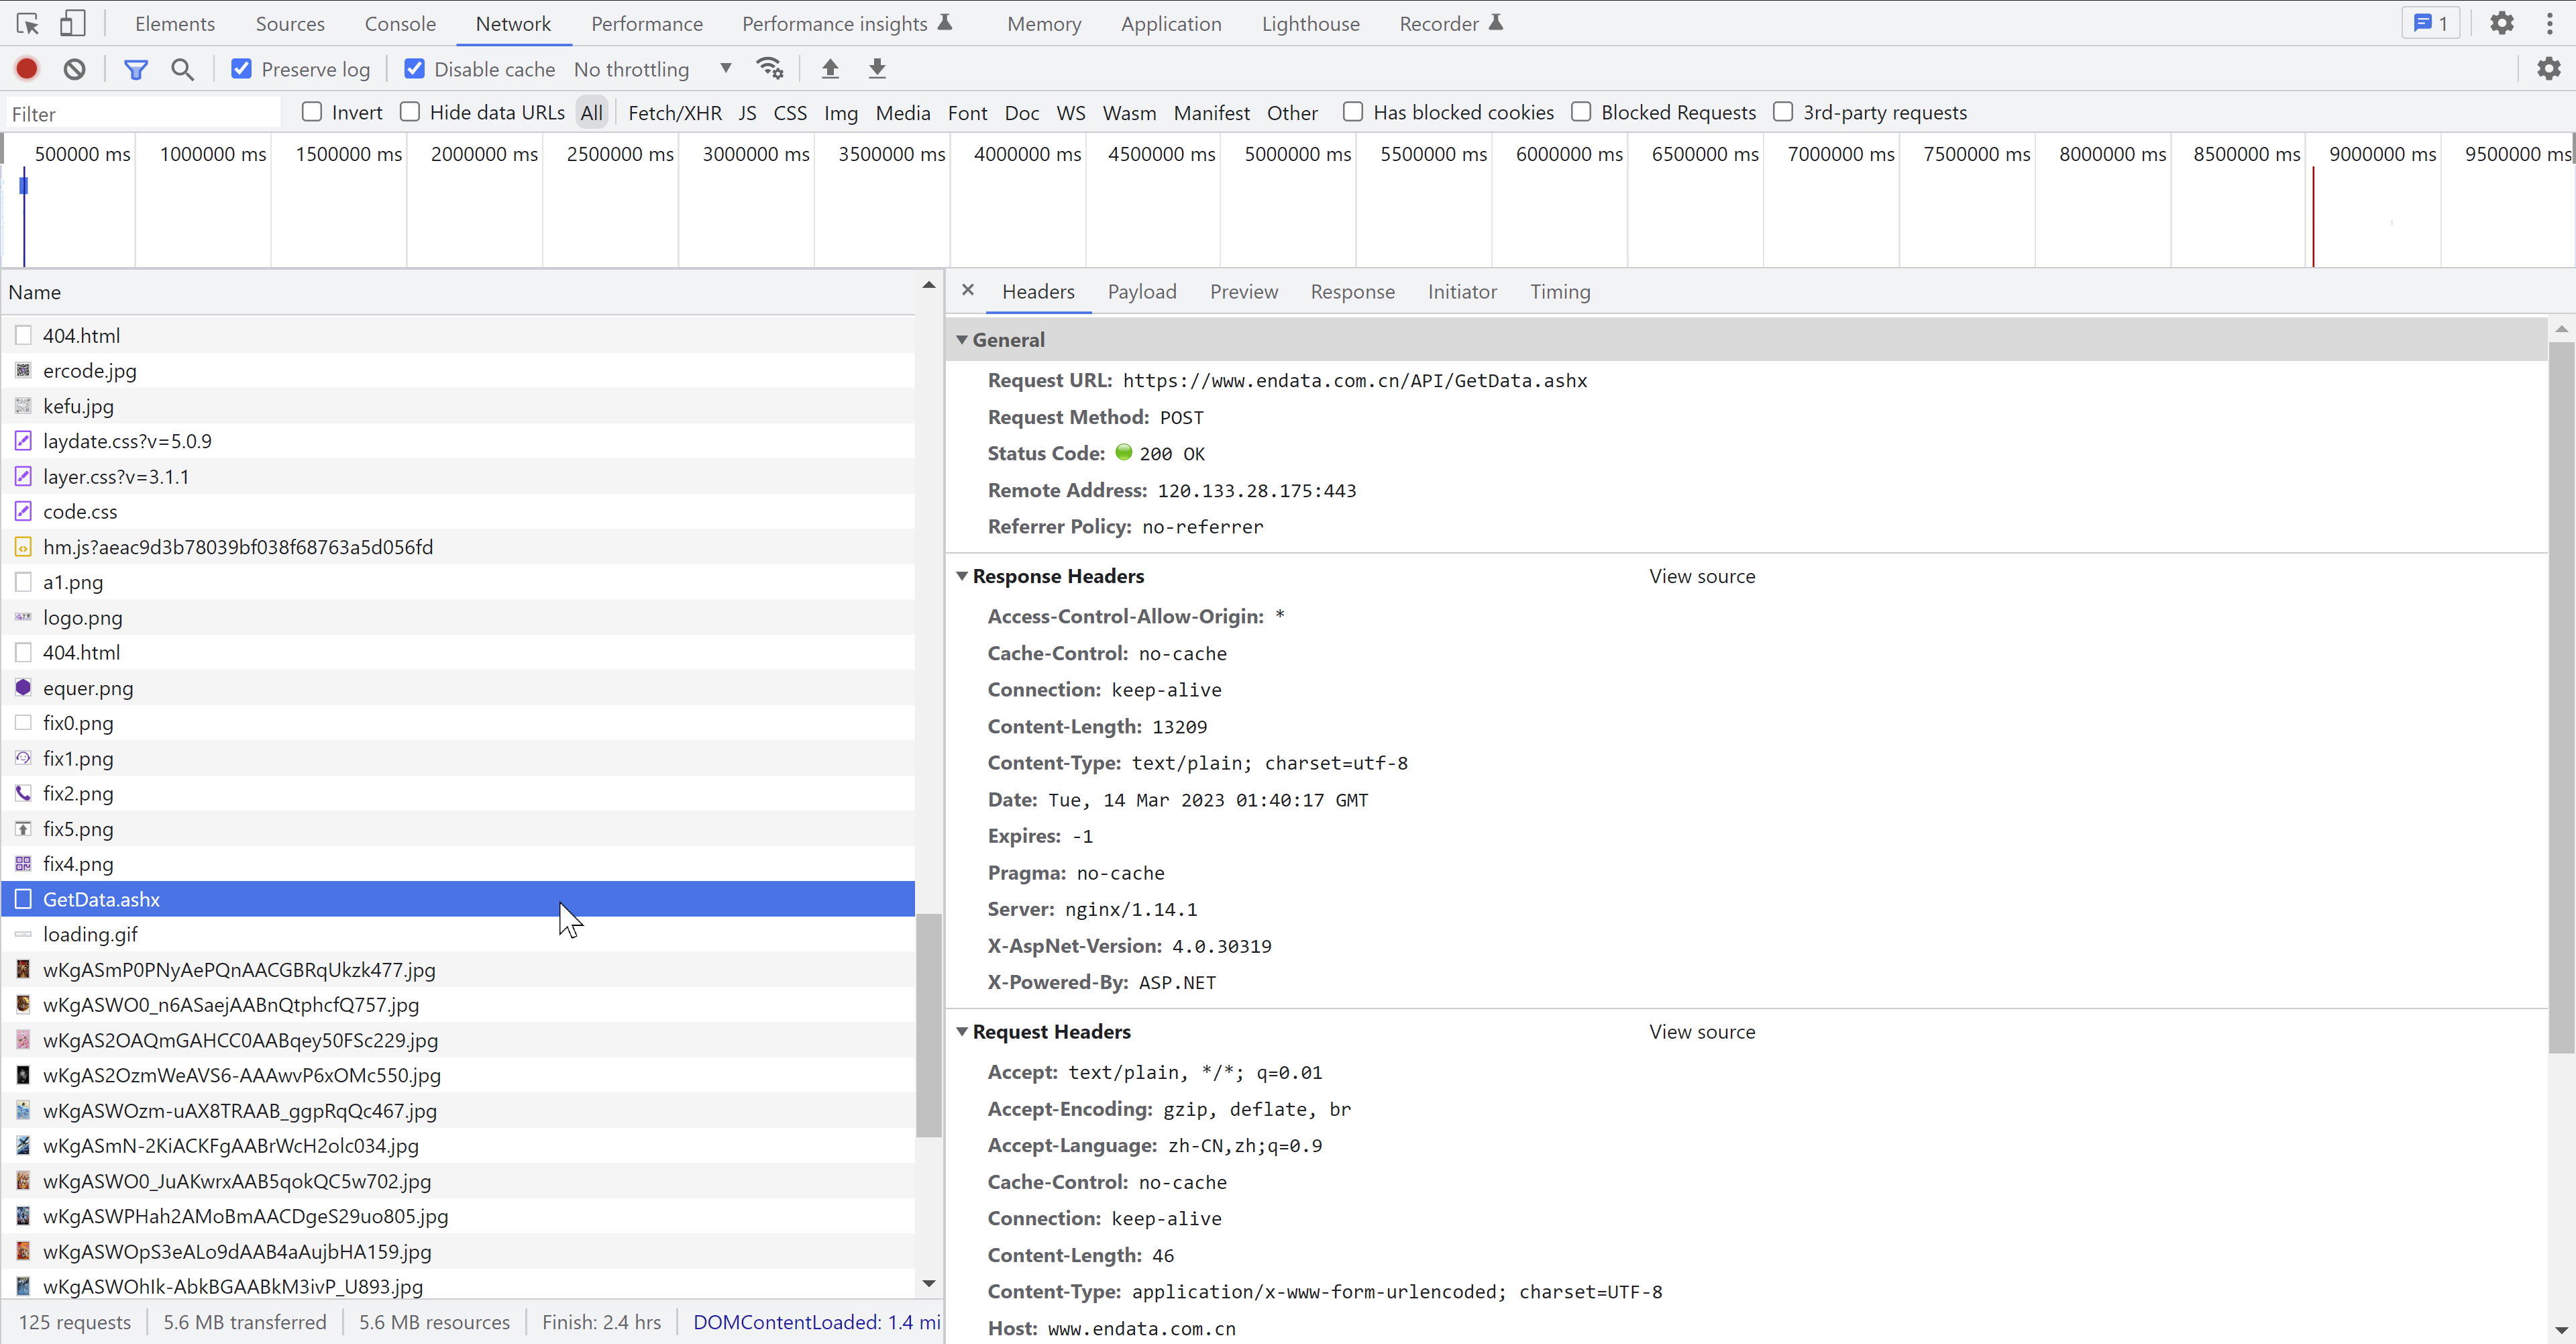 Elements Sources Console Network Performance Performance insights Memory Application Lighthouse Recorder 1
Preserve log Disable cache No throttling
Filter Invert Hide data URLs All Fetch/XHR JS CSS Img Media Font Doc WS Wasm Manifest Other Has blocked cookies Blocked Requests 3rd-party requests
500000 ms 1000000 ms 1500000 ms 2000000 ms 2500000 ms 3000000 ms 3500000 ms 4000000 ms 4500000 ms 5000000 ms 5500000 ms 6000000 ms 6500000 ms 7000000 ms 7500000 ms 8000000 ms 8500000 ms 9000000 ms 9500000 ms
Name
404.html
ercode.jpg
kefu.jpg
laydate.css?v=5.0.9
layer.css?v=3.1.1
code.css
hm.js?aeac9d3b78039bf038f68763a5d056fd
a1.png
logo.png
404.html
equer.png
fix0.png
fix1.png
fix2.png
fix5.png
fix4.png
GetData.ashx
loading.gif
wKgASmP0PNyAePQnAACGBRqUkzk477.jpg
wKgASWO0_n6ASaejAABnQtphcfQ757.jpg
wKgAS2OAQmGAHCC0AABqey50FSc229.jpg
wKgAS2OzmWeAVS6-AAAwvP6xOMc550.jpg
wKgASWOzm-uAX8TRAAB_ggpRqQc467.jpg
wKgASmN-2KiACKFgAABrWcH2olc034.jpg
wKgASWO0_JuAKwrxAAB5qokQC5w702.jpg
wKgASWPHah2AMoBmAACDgeS29uo805.jpg
wKgASWOpS3eALo9dAAB4aAujbHA159.jpg
wKgASWOhIk-AbkBGAABkM3ivP_U893.jpg
125 requests 5.6 MB transferred 5.6 MB resources Finish: 2.4 hrs DOMContentLoaded: 1.4 mi
Headers Payload Preview Response Initiator Timing
General
Request URL: https://www.endata.com.cn/API/GetData.ashx
Request Method: POST
Status Code: 200 OK
Remote Address: 120.133.28.175:443
Referrer Policy: no-referrer
Response Headers View source
Access-Control-Allow-Origin: *
Cache-Control: no-cache
Connection: keep-alive
Content-Length: 13209
Content-Type: text/plain; charset=utf-8
Date: Tue, 14 Mar 2023 01:40:17 GMT
Expires: -1
Pragma: no-cache
Server: nginx/1.14.1
X-AspNet-Version: 4.0.30319
X-Powered-By: ASP.NET
Request Headers View source
Accept: text/plain, */*; q=0.01
Accept-Encoding: gzip, deflate, br
Accept-Language: zh-CN,zh;q=0.9
Cache-Control: no-cache
Connection: keep-alive
Content-Length: 46
Content-Type: application/x-www-form-urlencoded; charset=UTF-8
Host: www.endata.com.cn